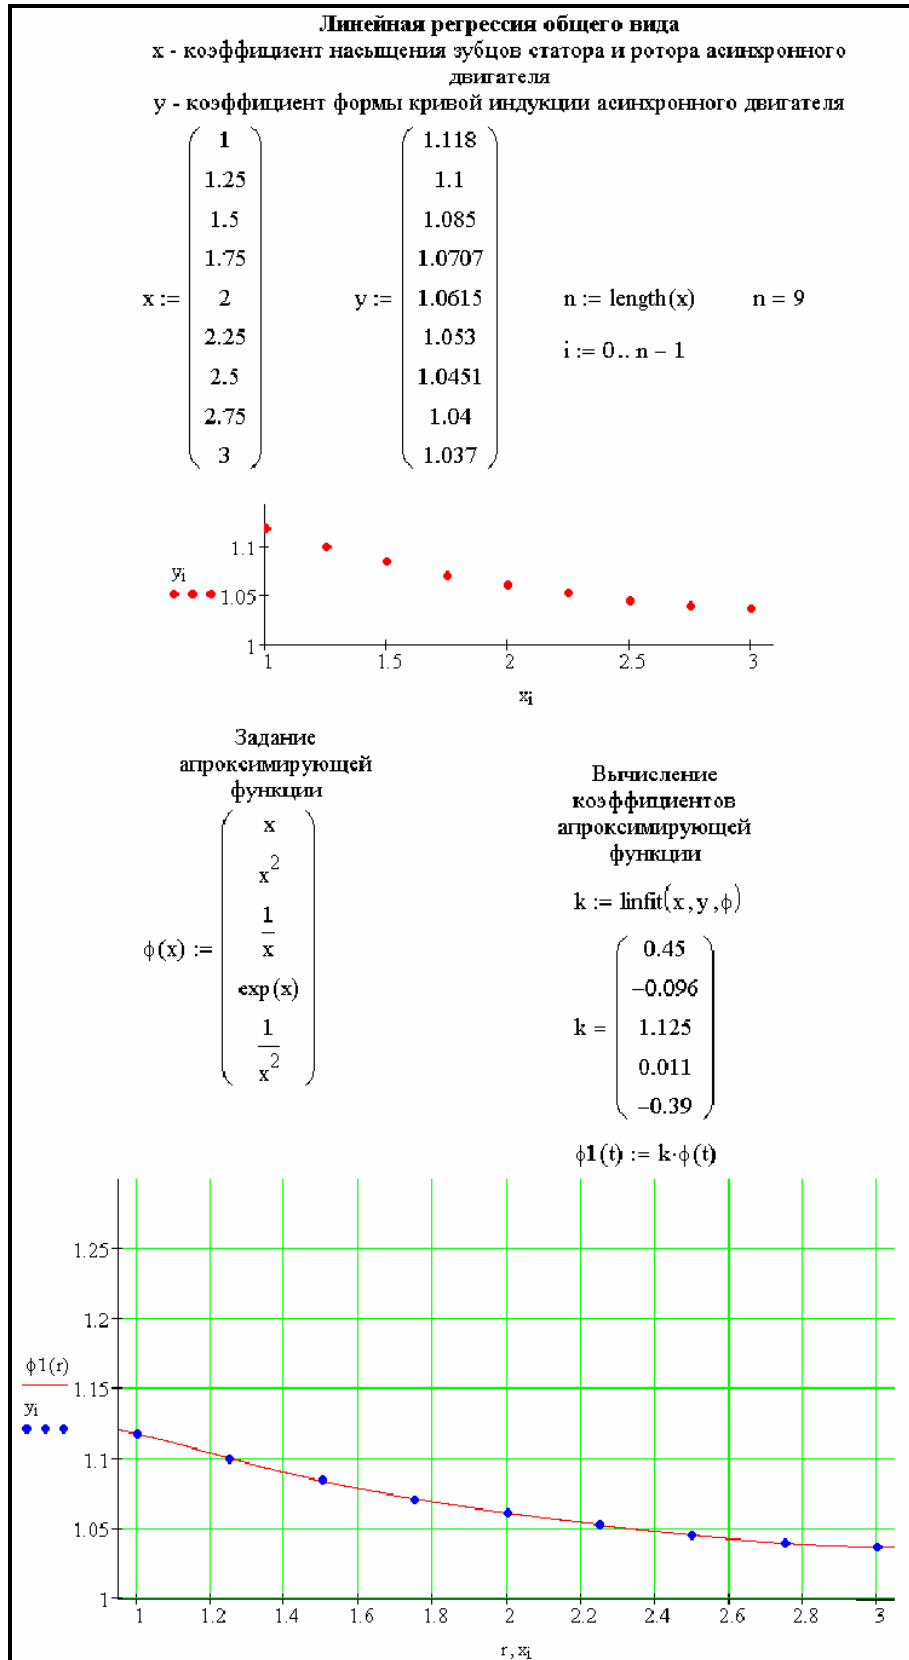 Линейная регрессия общего вида
x - коэффициент насыщения зубцов статора и ротора асинхронного
двигателя
y - коэффициент формы кривой индукции асинхронного двигателя
x :=
1
1.25
1.5
1.75
2
2.25
2.5
2.75
3
y :=
1.118
1.1
1.085
1.0707
1.0615
1.053
1.0451
1.04
1.037
n := length(x) n = 9
i := 0 .. n − 1
1.1
1.05
1
yi
1 1.5 2 2.5 3
xi
Задание
апроксимирующей
функции
ϕ(x) :=
x
x^2
1/x
exp(x)
1/x^2
Вычисление
коэффициентов
апроксимирующей
функции
k := linfit(x, y, ϕ)
k =
0.45
−0.096
1.125
0.011
−0.39
ϕ1(t) := k·ϕ(t)
1.25
1.2
1.15
1.1
1.05
1
ϕ1(r)
yi
1 1.2 1.4 1.6 1.8 2 2.2 2.4 2.6 2.8 3
r, xi